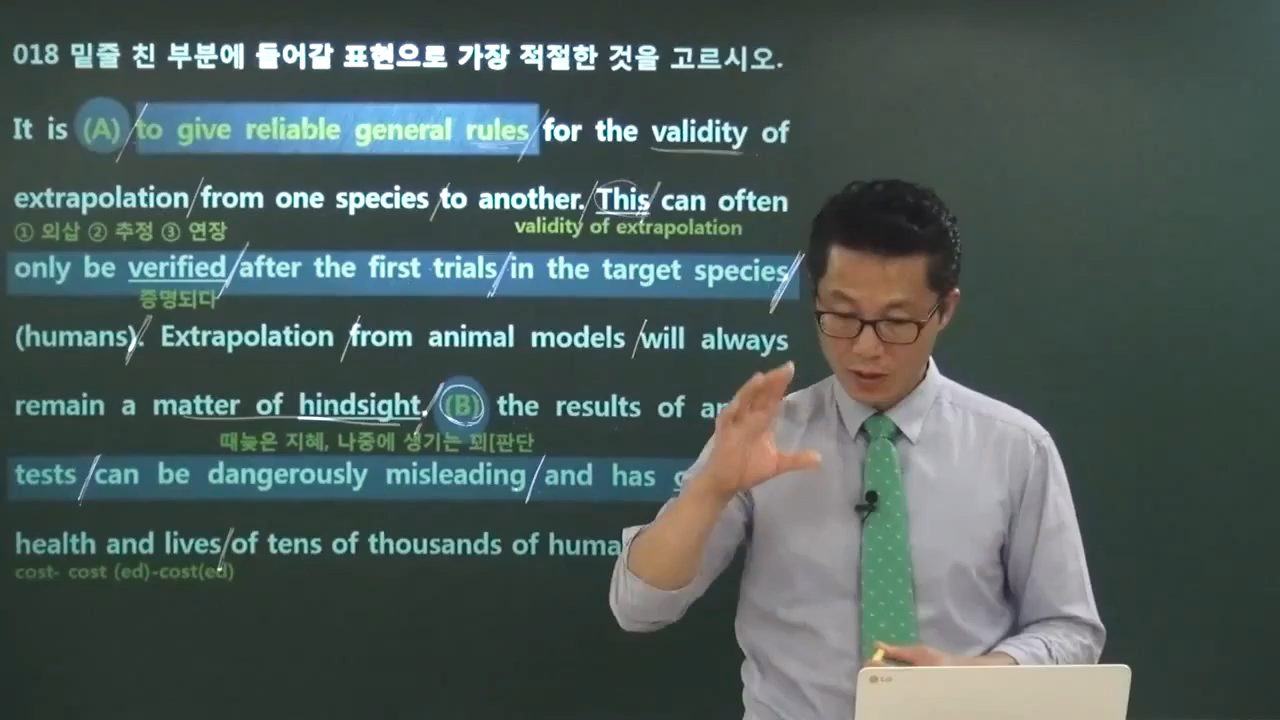 018 밑줄 친 부분에 들어갈 표현으로 가장 적절한 것을 고르시오.
It is (A) to give reliable general rules for the validity of
extrapolation from one species to another. This can often
① 외삽 ② 추정 ③ 연장 validity of extrapolation
only be verified after the first trials in the target species
증명되다
(humans). Extrapolation from animal models will always
remain a matter of hindsight. (B) the results of
때늦은 지혜, 나중에 생기는 꾀[판단
tests can be dangerously misleading and has
health and lives of tens of thousands of
cost- cost (ed)-cost(ed)
LG